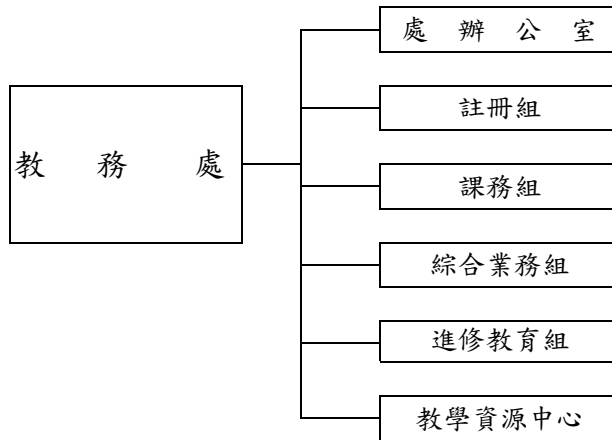 教務處
處辦公室
註冊組
課務組
綜合業務組
進修教育組
教學資源中心